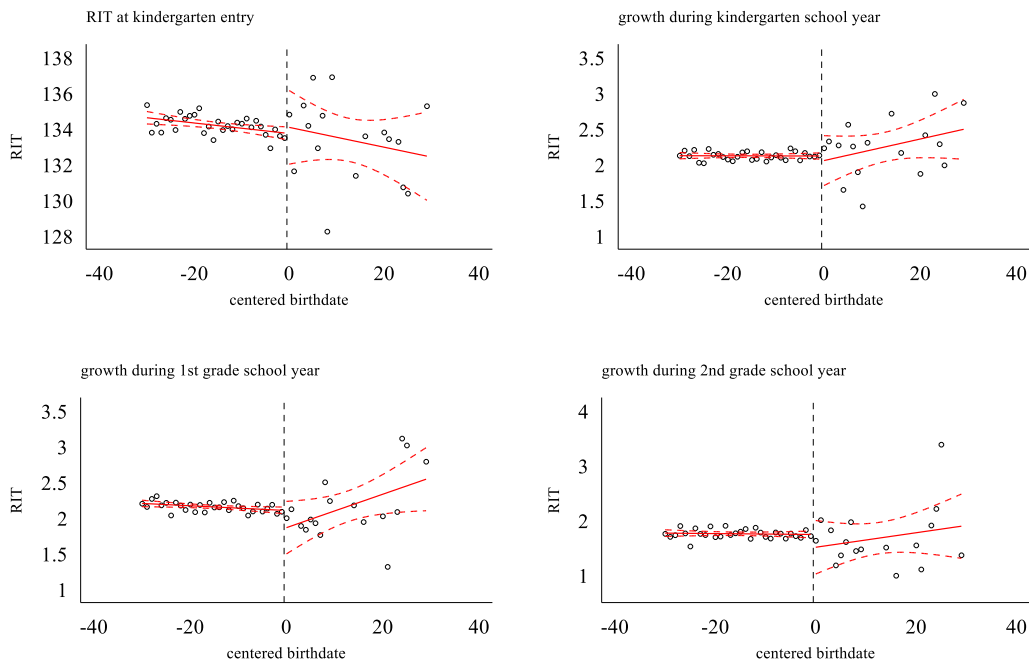 RIT at kindergarten entry
138
136
134
132
130
128
RIT
-40 -20 0 20 40
centered birthdate
growth during kindergarten school year
3.5
3
2.5
2
1.5
1
RIT
-40 -20 0 20 40
centered birthdate
growth during 1st grade school year
3.5
3
2.5
2
1.5
1
RIT
-40 -20 0 20 40
centered birthdate
growth during 2nd grade school year
4
3
2
1
RIT
-40 -20 0 20 40
centered birthdate